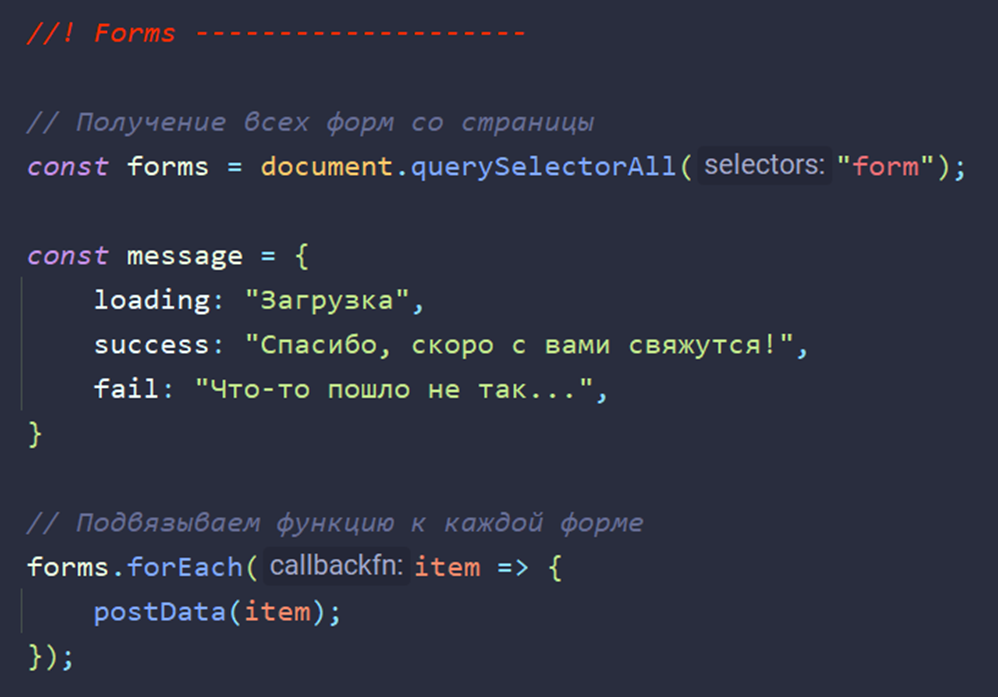 //! Forms --------------------
// Получение всех форм со страницы
const forms = document.querySelectorAll( selectors: "form");
const message = {
loading: "Загрузка",
success: "Спасибо, скоро с вами свяжутся!",
fail: "Что-то пошло не так...",
}
// Подвязываем функцию к каждой форме
forms.forEach( callbackfn: item => {
postData(item);
});